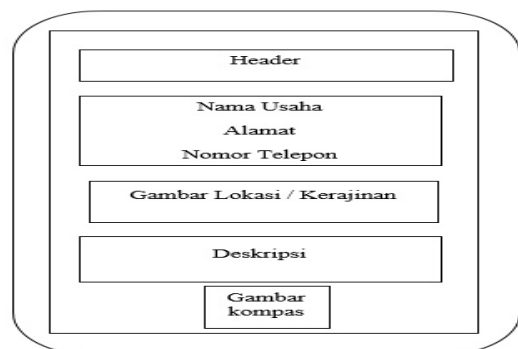 Header
Nama Usaha
Alamat
Nomor Telepon
Gambar Lokasi / Kerajinan
Deskripsi
Gambar
kompas